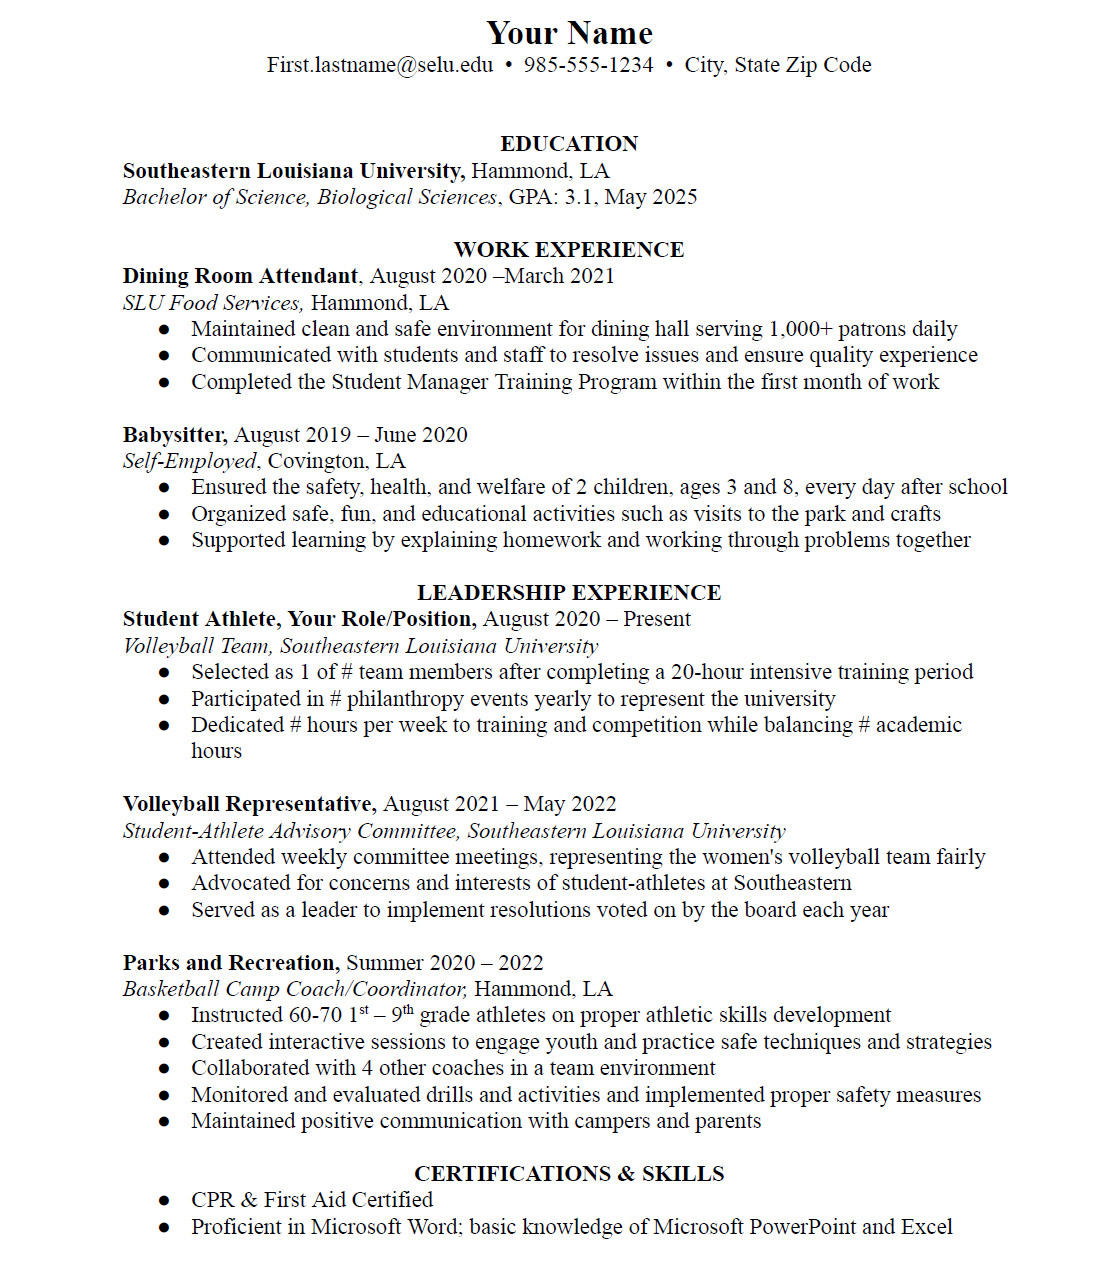 Your Name
First.lastname@selu.edu • 985-555-1234 • City, State Zip Code
EDUCATION
Southeastern Louisiana University, Hammond, LA
Bachelor of Science, Biological Sciences, GPA: 3.1, May 2025
WORK EXPERIENCE
Dining Room Attendant, August 2020 –March 2021
SLU Food Services, Hammond, LA
● Maintained clean and safe environment for dining hall serving 1,000+ patrons daily
● Communicated with students and staff to resolve issues and ensure quality experience
● Completed the Student Manager Training Program within the first month of work
Babysitter, August 2019 – June 2020
Self-Employed, Covington, LA
● Ensured the safety, health, and welfare of 2 children, ages 3 and 8, every day after school
● Organized safe, fun, and educational activities such as visits to the park and crafts
● Supported learning by explaining homework and working through problems together
LEADERSHIP EXPERIENCE
Student Athlete, Your Role/Position, August 2020 – Present
Volleyball Team, Southeastern Louisiana University
● Selected as 1 of # team members after completing a 20-hour intensive training period
● Participated in # philanthropy events yearly to represent the university
● Dedicated # hours per week to training and competition while balancing # academic
hours
Volleyball Representative, August 2021 – May 2022
Student-Athlete Advisory Committee, Southeastern Louisiana University
● Attended weekly committee meetings, representing the women's volleyball team fairly
● Advocated for concerns and interests of student-athletes at Southeastern
● Served as a leader to implement resolutions voted on by the board each year
Parks and Recreation, Summer 2020 – 2022
Basketball Camp Coach/Coordinator, Hammond, LA
● Instructed 60-70 1st – 9th grade athletes on proper athletic skills development
● Created interactive sessions to engage youth and practice safe techniques and strategies
● Collaborated with 4 other coaches in a team environment
● Monitored and evaluated drills and activities and implemented proper safety measures
● Maintained positive communication with campers and parents
CERTIFICATIONS & SKILLS
● CPR & First Aid Certified
● Proficient in Microsoft Word; basic knowledge of Microsoft PowerPoint and Excel